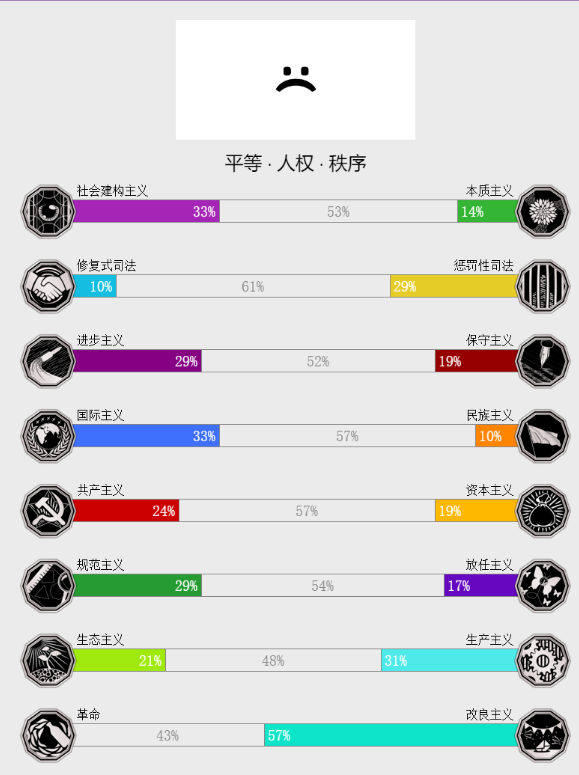 平等 · 人权 · 秩序
社会建构主义 本质主义
33% 53% 14%
修复式司法 惩罚性司法
10% 61% 29%
进步主义 保守主义
29% 52% 19%
国际主义 民族主义
33% 57% 10%
共产主义 资本主义
24% 57% 19%
规范主义 放任主义
29% 54% 17%
生态主义 生产主义
21% 48% 31%
革命 改良主义
43% 57%